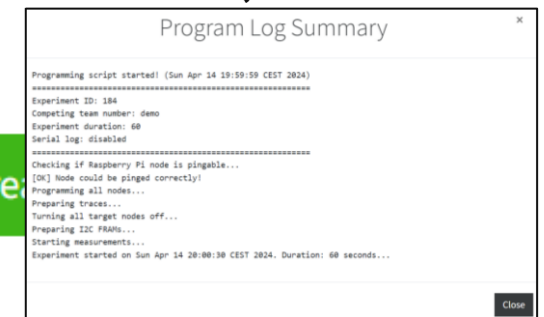 Program Log Summary
×
Programming script started! (Sun Apr 14 19:59:59 CEST 2024)
============================================================
Experiment ID: 184
Competing team number: demo
Experiment duration: 60
Serial log: disabled
============================================================
Checking if Raspberry Pi node is pingable...
[OK] Node could be pinged correctly!
Programming all nodes...
Preparing traces...
Turning all target nodes off...
Preparing I2C FRAMs...
Starting measurements...
Experiment started on Sun Apr 14 20:00:30 CEST 2024. Duration: 60 seconds...
Close